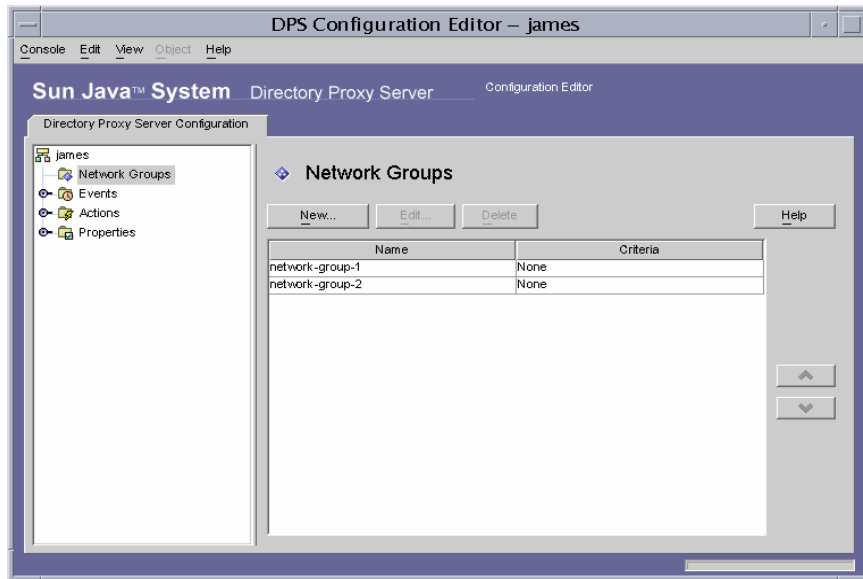 DPS Configuration Editor – james
Console Edit View Object Help
Sun Java™ System Directory Proxy Server Configuration Editor
Directory Proxy Server Configuration
james
Network Groups
Events
Actions
Properties
Network Groups
New... Edit... Delete Help
Name Criteria
network-group-1 None
network-group-2 None